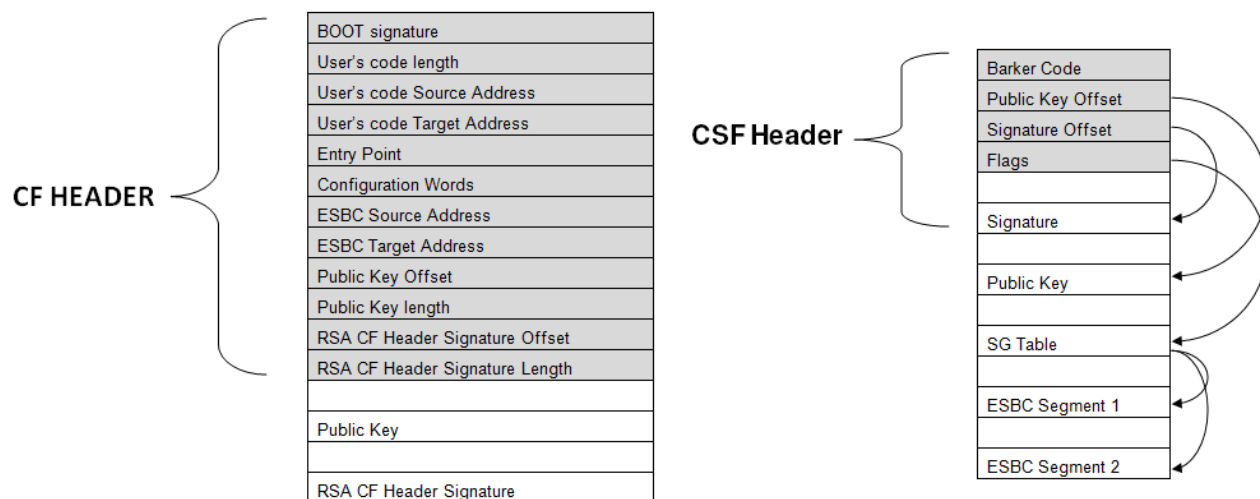 CF HEADER
BOOT signature
User’s code length
User’s code Source Address
User’s code Target Address
Entry Point
Configuration Words
ESBC Source Address
ESBC Target Address
Public Key Offset
Public Key length
RSA CF Header Signature Offset
RSA CF Header Signature Length
Public Key
RSA CF Header Signature
CSF Header
Barker Code
Public Key Offset
Signature Offset
Flags
Signature
Public Key
SG Table
ESBC Segment 1
ESBC Segment 2